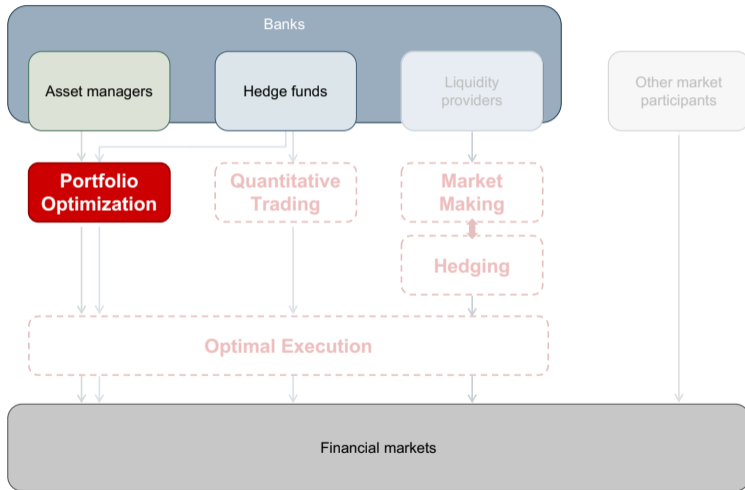 Banks
Asset managers
Hedge funds
Liquidity
providers
Other market
participants
Portfolio
Optimization
Quantitative
Trading
Market
Making
Hedging
Optimal Execution
Financial markets